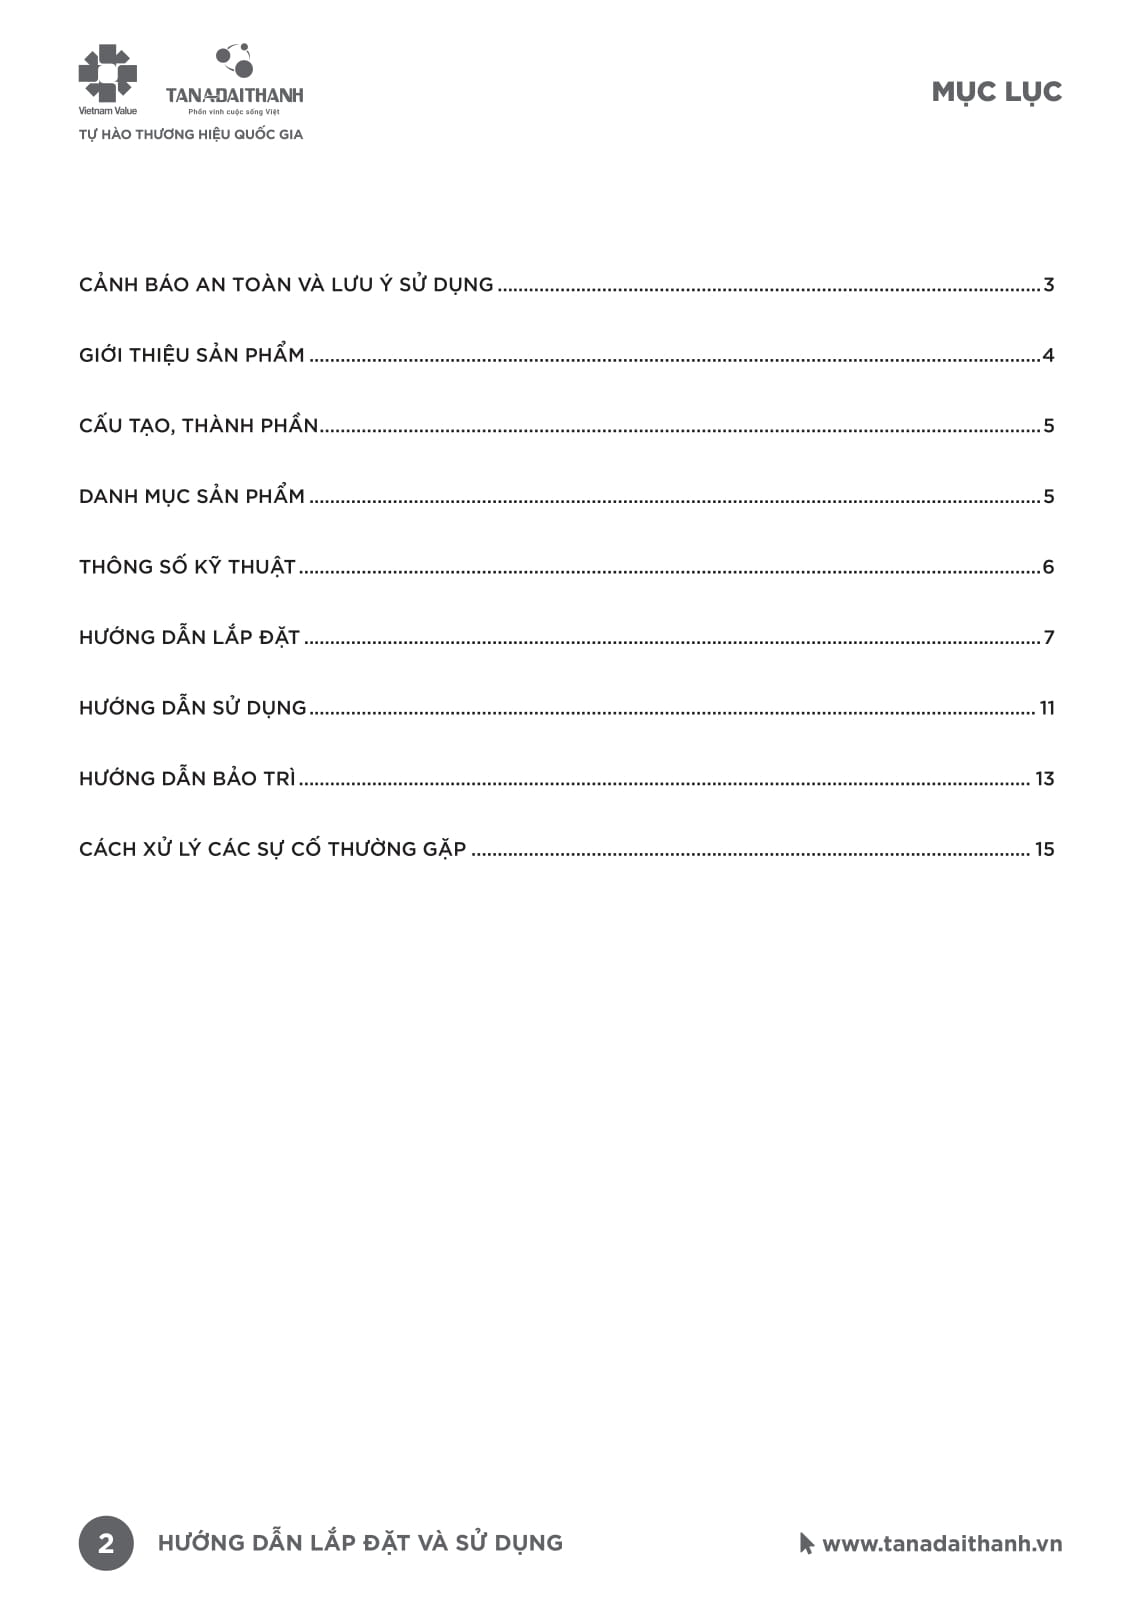 Vietnam Value
TANADAITHANH
Phồn vinh cuộc sống Việt
TỰ HÀO THƯƠNG HIỆU QUỐC GIA
MỤC LỤC
CẢNH BÁO AN TOÀN VÀ LƯU Ý SỬ DỤNG ........ 3
GIỚI THIỆU SẢN PHẨM ........ 4
CẤU TẠO, THÀNH PHẦN ........ 5
DANH MỤC SẢN PHẨM ........ 5
THÔNG SỐ KỸ THUẬT ........ 6
HƯỚNG DẪN LẮP ĐẶT ........ 7
HƯỚNG DẪN SỬ DỤNG ........ 11
HƯỚNG DẪN BẢO TRÌ ........ 13
CÁCH XỬ LÝ CÁC SỰ CỐ THƯỜNG GẶP ........ 15
2 HƯỚNG DẪN LẮP ĐẶT VÀ SỬ DỤNG
www.tanadaithanh.vn